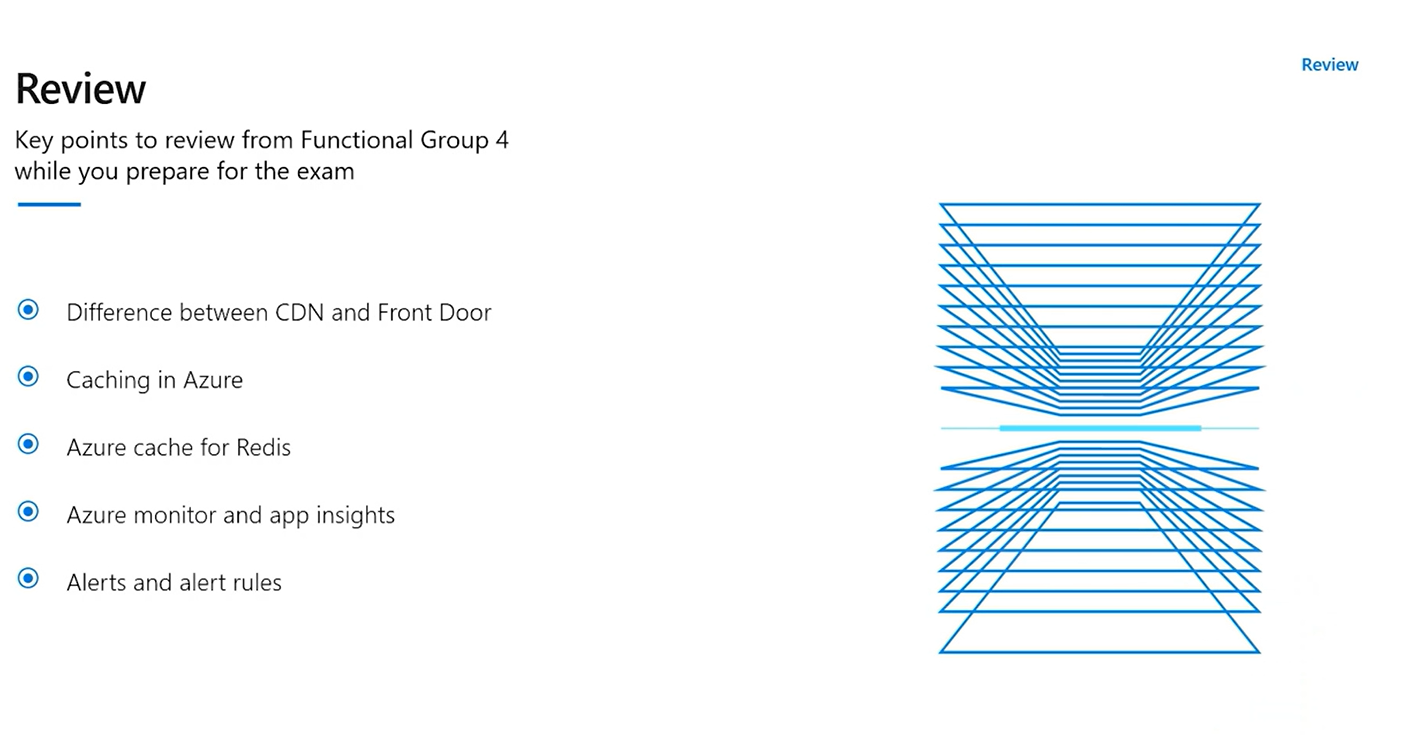 Review
Review
Key points to review from Functional Group 4
while you prepare for the exam
Difference between CDN and Front Door
Caching in Azure
Azure cache for Redis
Azure monitor and app insights
Alerts and alert rules